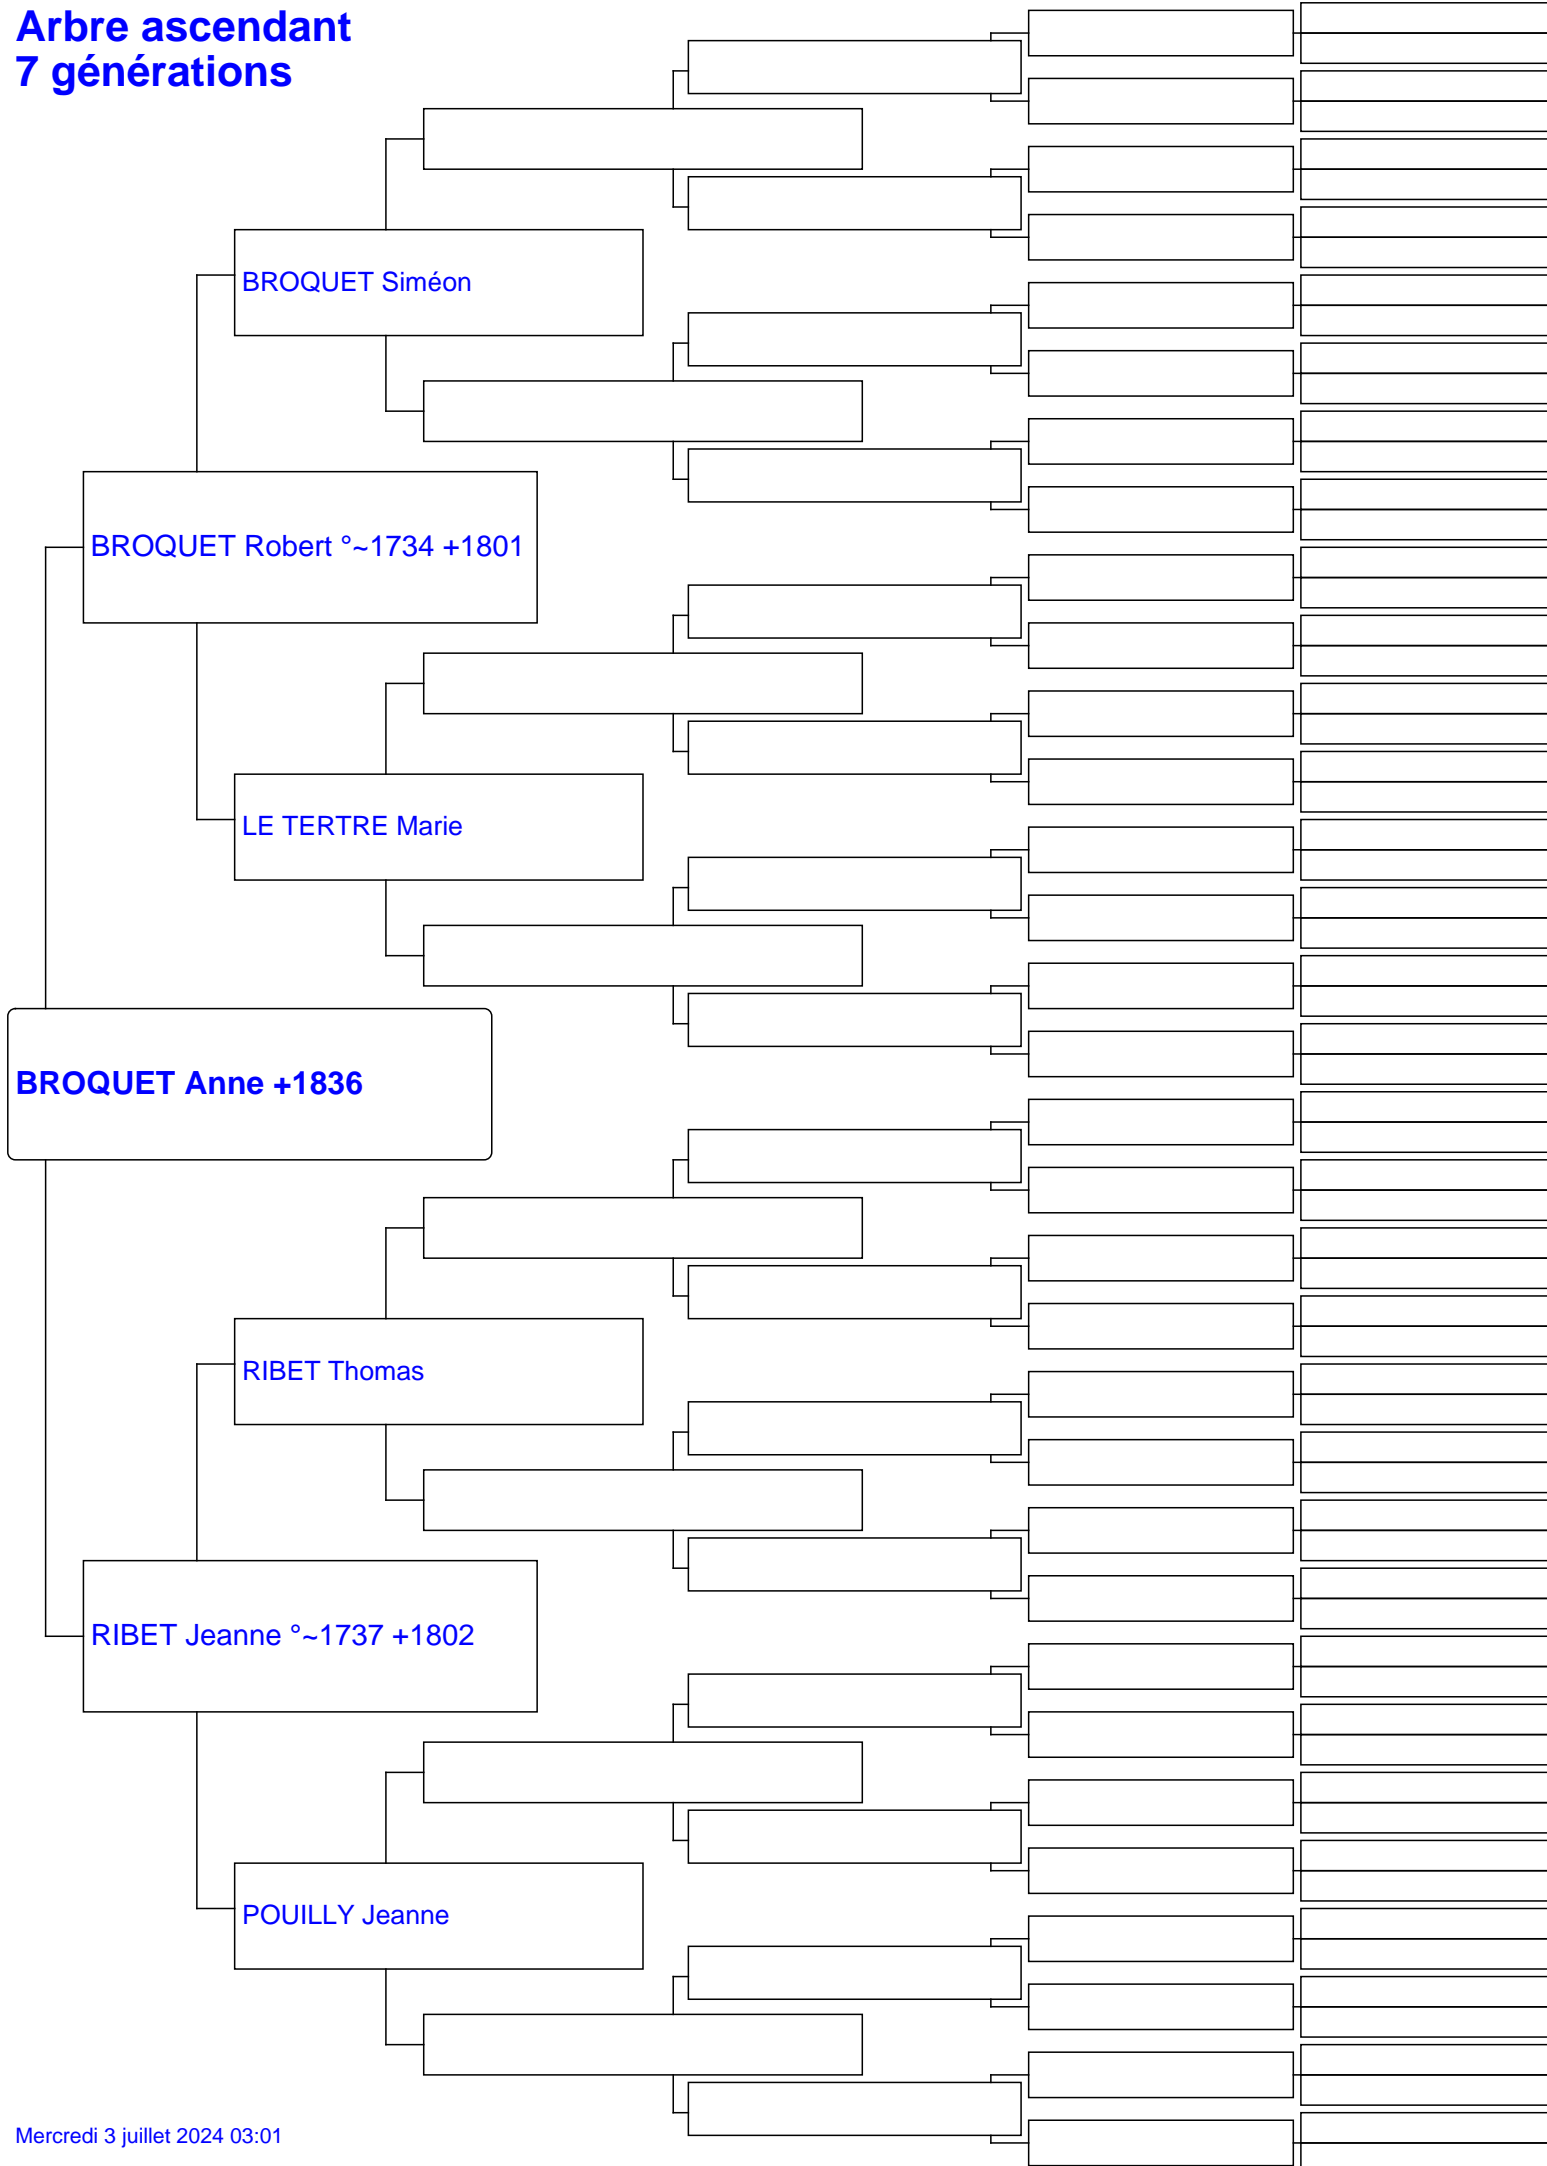 Arbre ascendant
7 générations
BROQUET Siméon
BROQUET Robert °~1734 +1801
LE TERTRE Marie
BROQUET Anne +1836
RIBET Thomas
RIBET Jeanne °~1737 +1802
POUILLY Jeanne
Mercredi 3 juillet 2024 03:01